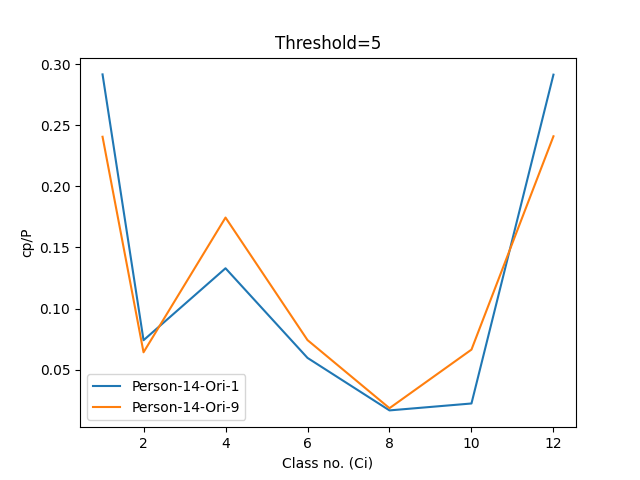 Threshold=5
cp/P
0.30
0.25
0.20
0.15
0.10
0.05
Person-14-Ori-1
Person-14-Ori-9
2 4 6 8 10 12
Class no. (Ci)